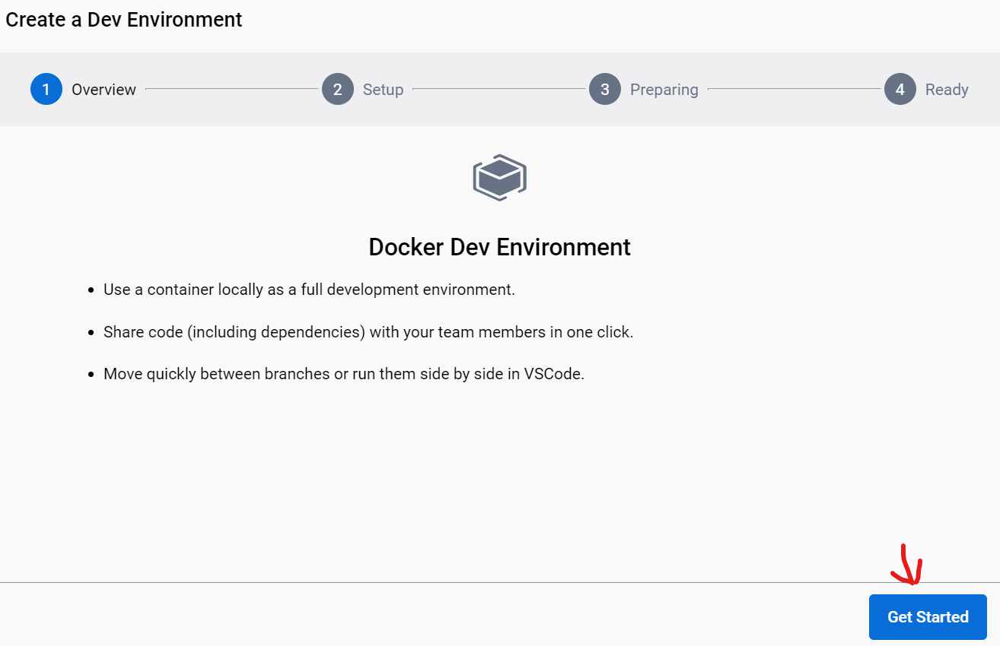 Create a Dev Environment
1 Overview 2 Setup 3 Preparing 4 Ready
Docker Dev Environment
Use a container locally as a full development environment.
Share code (including dependencies) with your team members in one click.
Move quickly between branches or run them side by side in VSCode.
Get Started